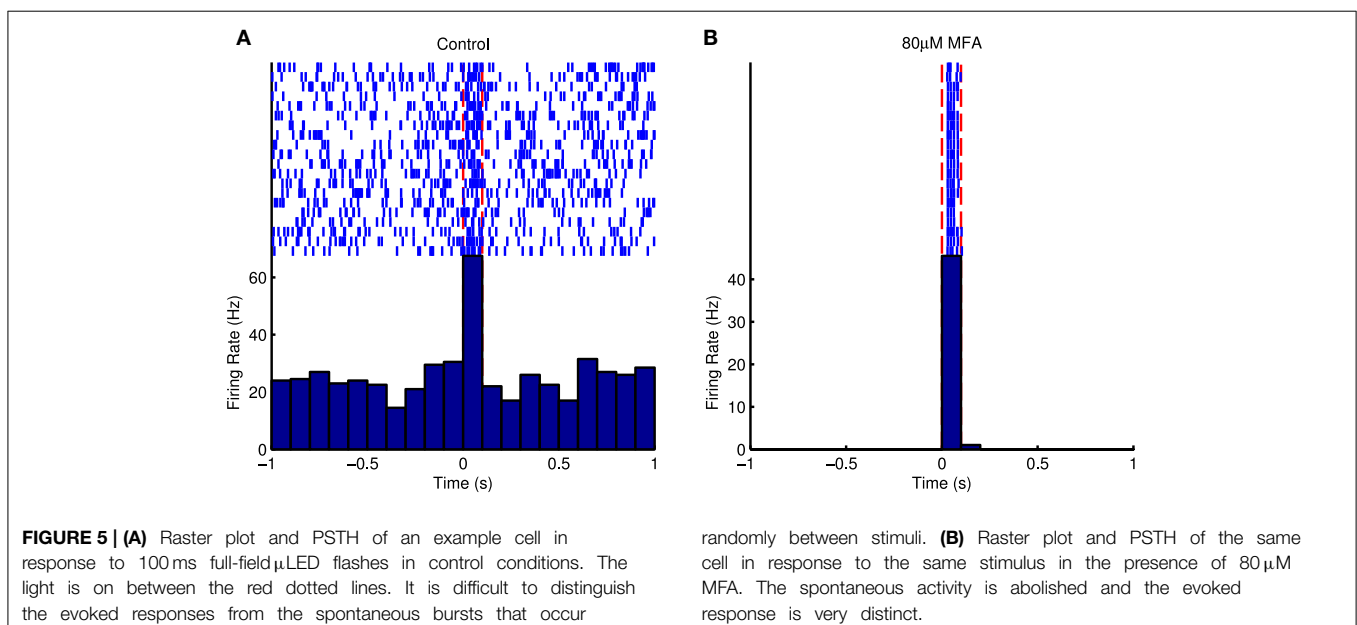 A
Control
Firing Rate (Hz)
60
40
20
0
−1
−0.5
0
0.5
1
Time (s)
B
80μM MFA
Firing Rate (Hz)
40
30
20
10
0
−1
−0.5
0
0.5
1
Time (s)
FIGURE 5 | (A) Raster plot and PSTH of an example cell in
response to 100 ms full-field μLED flashes in control conditions. The
light is on between the red dotted lines. It is difficult to distinguish
the evoked responses from the spontaneous bursts that occur
randomly between stimuli. (B) Raster plot and PSTH of the same
cell in response to the same stimulus in the presence of 80 μM
MFA. The spontaneous activity is abolished and the evoked
response is very distinct.